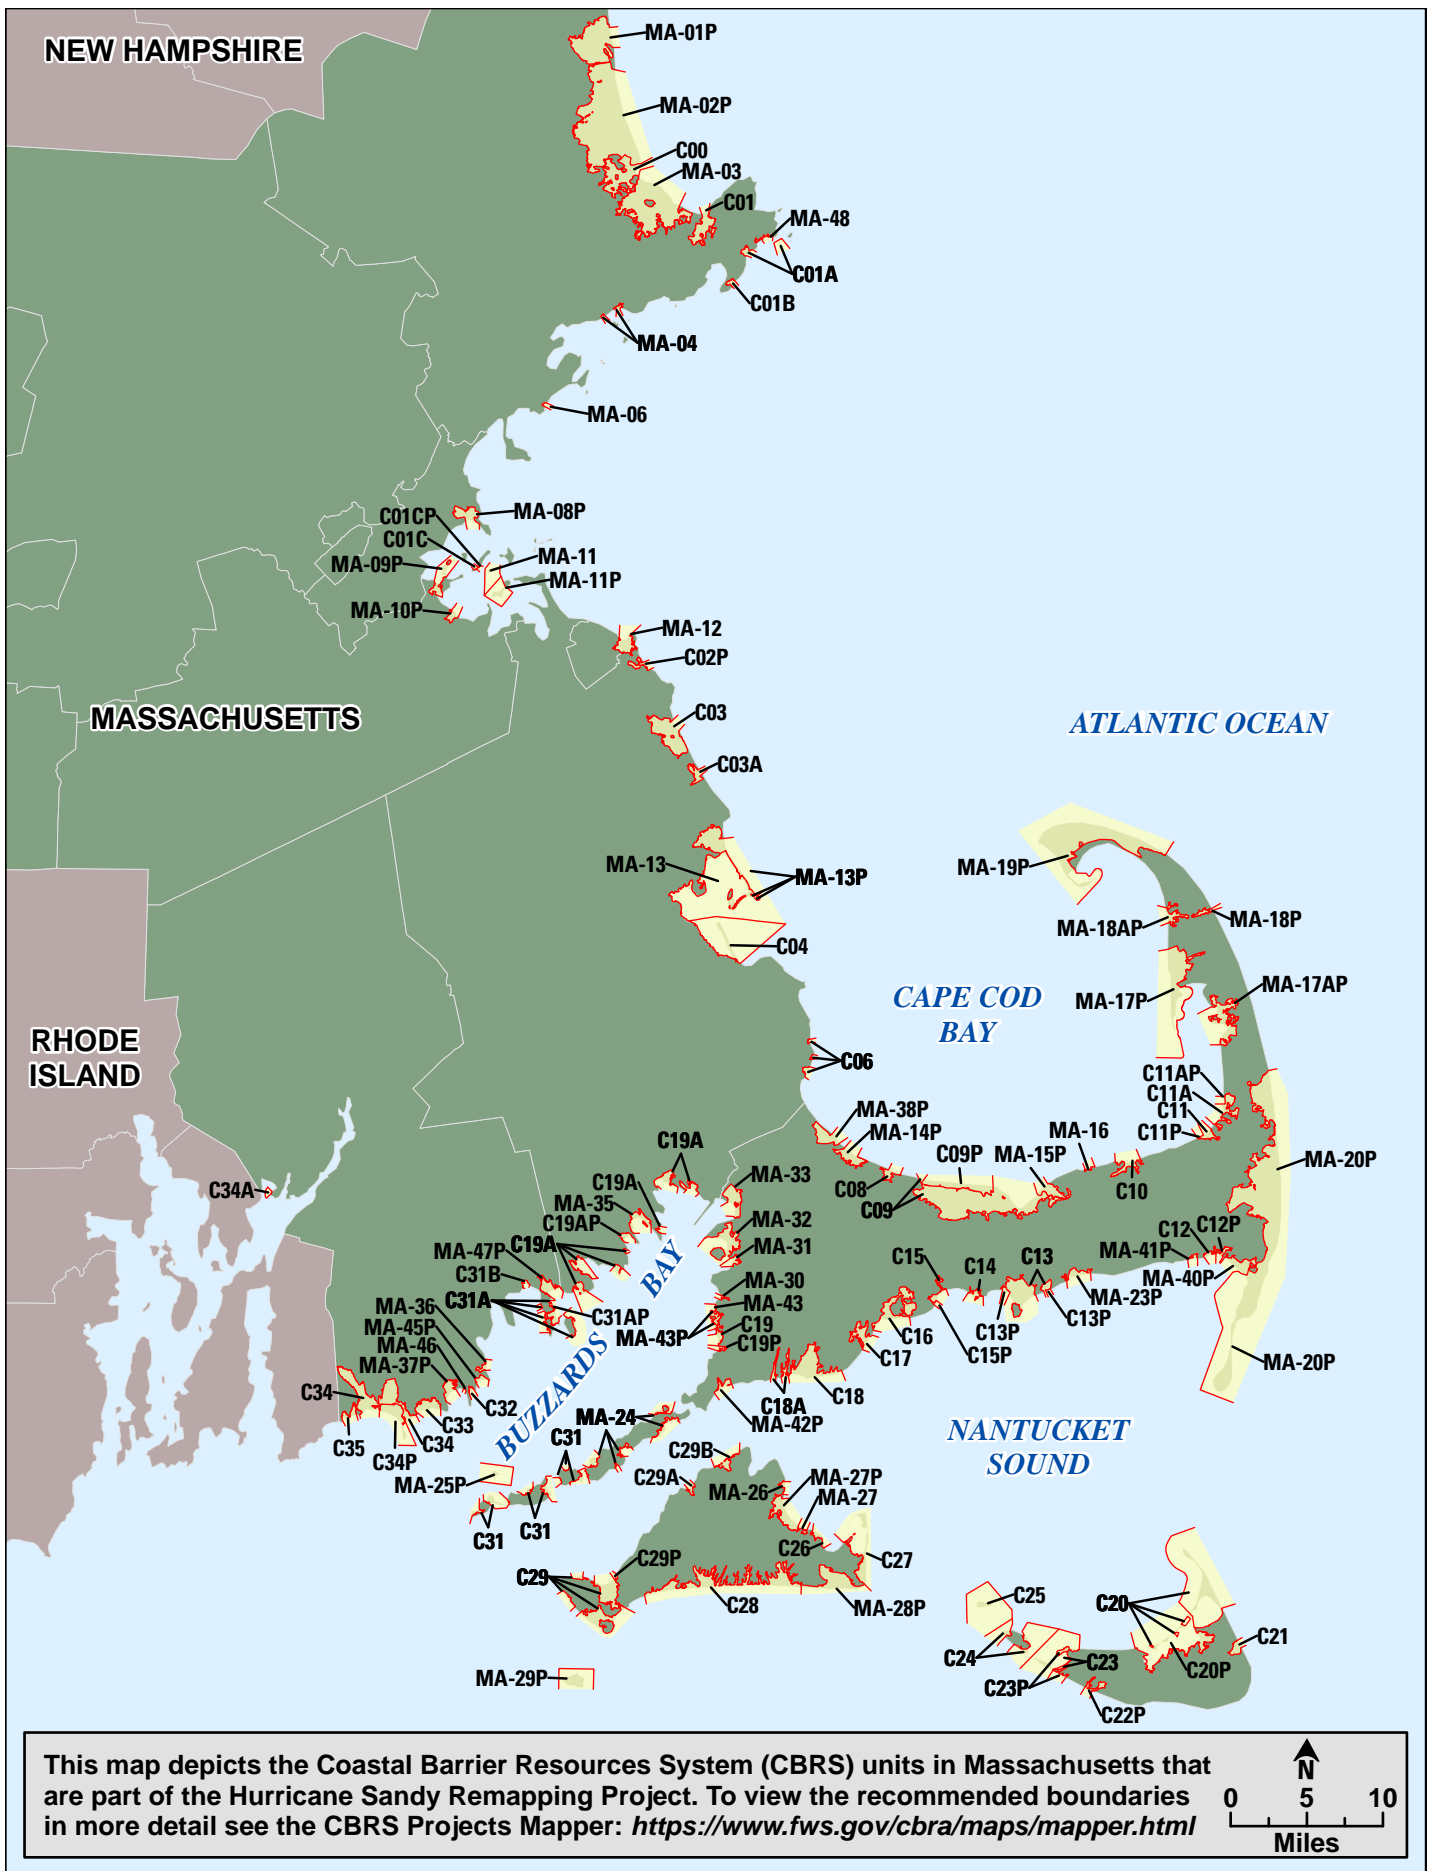 NEW HAMPSHIRE
MA-01P
MA-02P
C00
MA-03
C01
MA-48
C01A
C01B
MA-04
MA-06
MA-08P
C01CP
C01C
MA-09P
MA-11
MA-11P
MA-10P
MA-12
C02P
MASSACHUSETTS
C03
ATLANTIC OCEAN
C03A
MA-13
MA-13P
MA-19P
MA-18AP
MA-18P
C04
CAPE COD
BAY
MA-17P
MA-17AP
RHODE
ISLAND
C06
C11AP
C11A
C11
C11P
MA-38P
MA-14P
C09P
MA-15P
MA-16
C10
MA-20P
C08
C09
C34A
C19A
C19A
MA-35
C19AP
C19A
MA-33
MA-32
MA-31
MA-47P
C31B
C31A
C31AP
BUZZARDS
BAY
MA-30
MA-43
MA-43P
C19
C19P
C15
C14
C13
C12
C12P
MA-41P
MA-40P
MA-23P
C13P
C13P
C15P
C16
C17
MA-20P
MA-36
MA-45P
MA-46
MA-37P
C34
C35
C34P
C34
C33
C32
C18
C18A
MA-42P
MA-24
C31
MA-25P
C31
C31
NANTUCKET
SOUND
C29B
C29A
MA-26
MA-27P
MA-27
C26
C27
C29P
C29
C28
MA-28P
MA-29P
C25
C24
C23
C23P
C22P
C20
C20P
C21
This map depicts the Coastal Barrier Resources System (CBRS) units in Massachusetts that
are part of the Hurricane Sandy Remapping Project. To view the recommended boundaries
in more detail see the CBRS Projects Mapper: https://www.fws.gov/cbra/maps/mapper.html
N
0 5 10
Miles